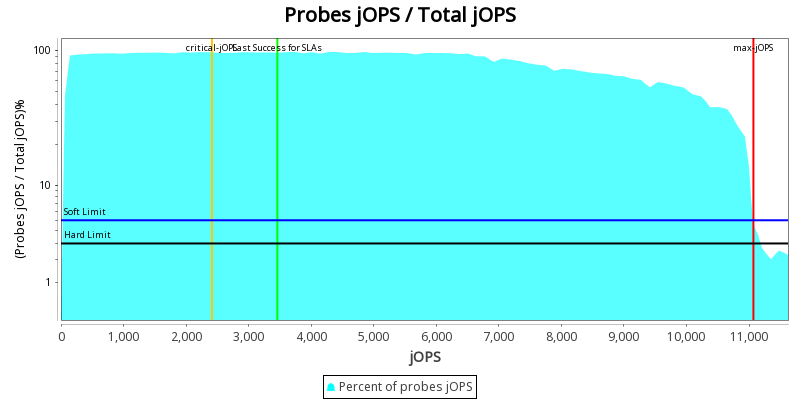 Probes jOPS / Total jOPS
(Probes jOPS / Total jOPS)%
100
10
1
critical-jOPS
Last Success for SLAs
max-jOPS
Soft Limit
Hard Limit
0 1,000 2,000 3,000 4,000 5,000 6,000 7,000 8,000 9,000 10,000 11,000
jOPS
Percent of probes jOPS